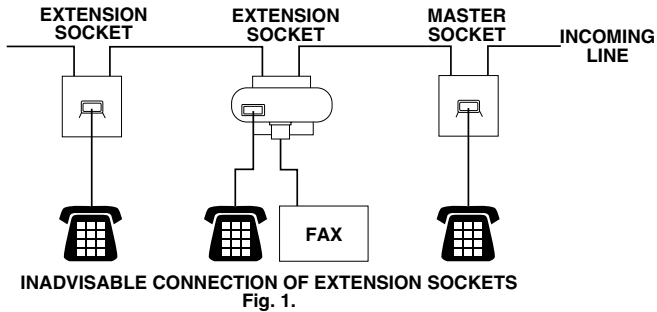 EXTENSION
SOCKET
EXTENSION
SOCKET
MASTER
SOCKET
INCOMING
LINE
FAX
INADVISABLE CONNECTION OF EXTENSION SOCKETS
Fig. 1.